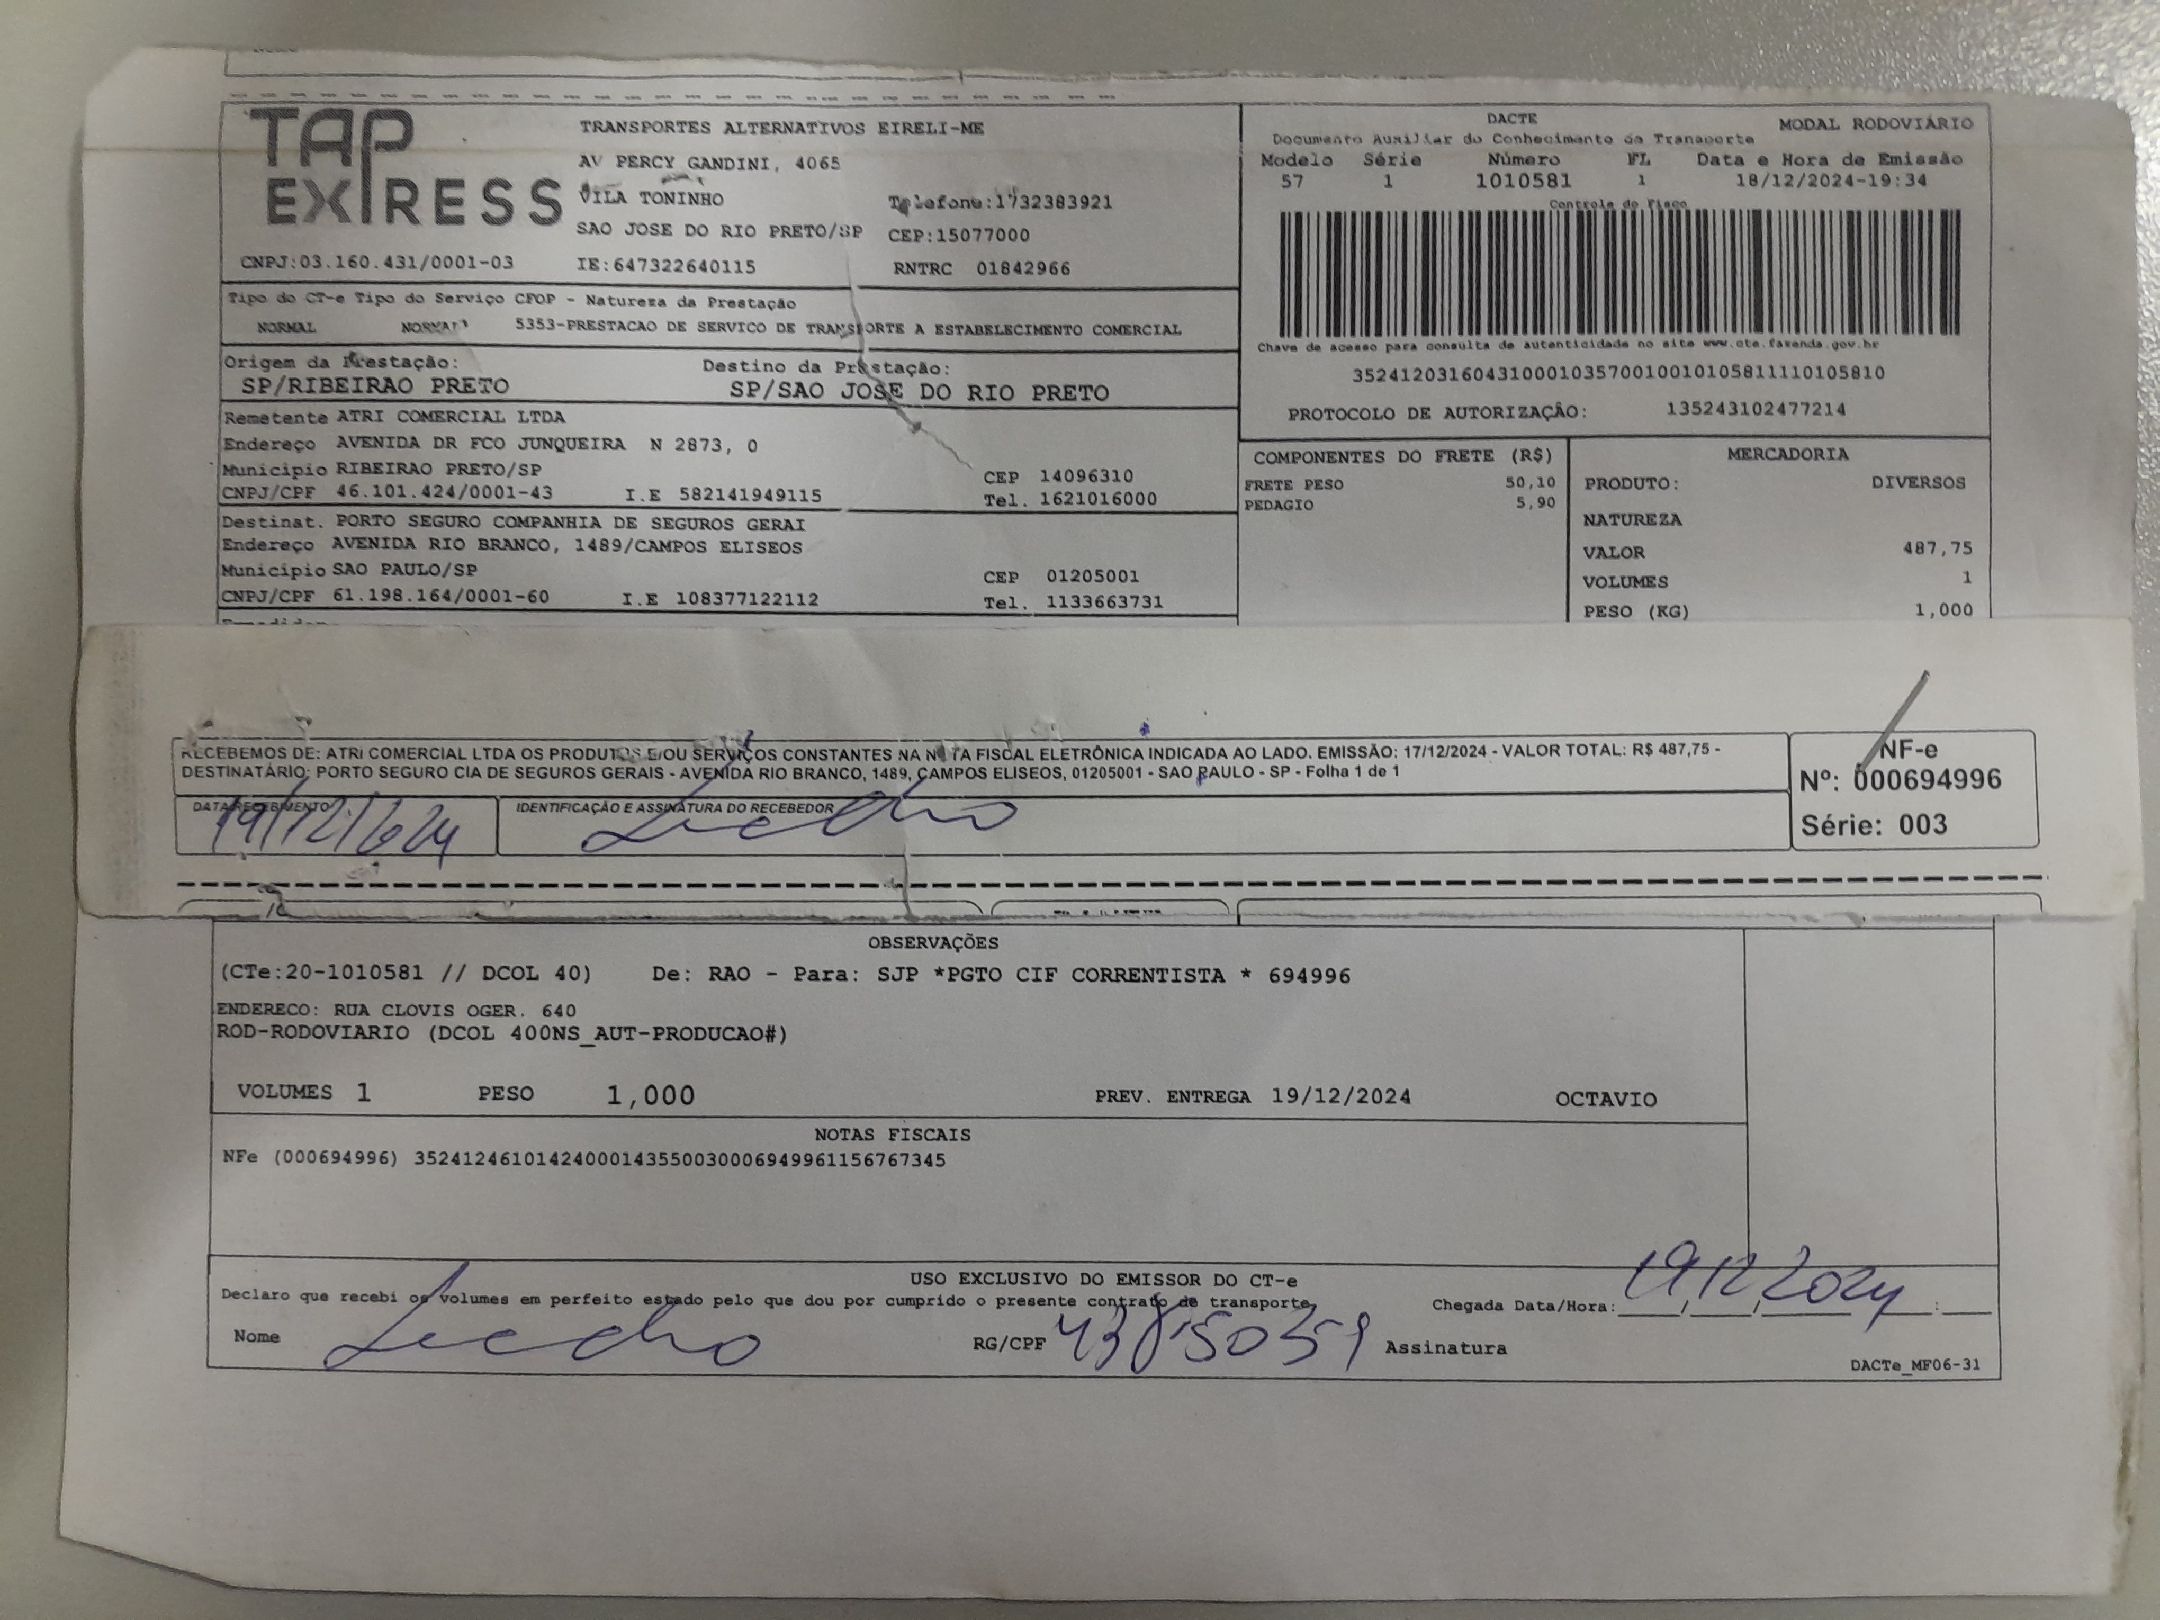 TAP EXPRESS
TRANSPORTES ALTERNATIVOS EIRELI-ME
AV PERCY GANDINI, 4065
VILA TONINHO Telefone:1732383921
SAO JOSE DO RIO PRETO/SP CEP:15077000
CNPJ:03.160.431/0001-03 IE:647322640115 RNTRC 01842966
DACTE MODAL RODOVIÁRIO
Documento Auxiliar do Conhecimento de Transporte
Modelo Série Número FL Data e Hora de Emissão
57 1 1010581 1 18/12/2024-19:34
Controle do Fisco
Chave de acesso para consulta de autenticidade no site www.cte.fazenda.gov.br
35241203160431000103570010010105811110105810
PROTOCOLO DE AUTORIZAÇÃO: 135243102477214
Tipo do CT-e Tipo do Serviço CFOP - Natureza da Prestação
NORMAL NORMAL 5353-PRESTACAO DE SERVICO DE TRANSPORTE A ESTABELECIMENTO COMERCIAL
Origem da Prestação: Destino da Prestação:
SP/RIBEIRAO PRETO SP/SAO JOSE DO RIO PRETO
Remetente ATRI COMERCIAL LTDA
Endereço AVENIDA DR FCO JUNQUEIRA N 2873, 0
Município RIBEIRAO PRETO/SP CEP 14096310
CNPJ/CPF 46.101.424/0001-43 I.E 582141949115 Tel. 1621016000
Destinat. PORTO SEGURO COMPANHIA DE SEGUROS GERAI
Endereço AVENIDA RIO BRANCO, 1489/CAMPOS ELISEOS
Município SAO PAULO/SP CEP 01205001
CNPJ/CPF 61.198.164/0001-60 I.E 108377122112 Tel. 1133663731
COMPONENTES DO FRETE (R$)
FRETE PESO 50,10
PEDAGIO 5,90
MERCADORIA
PRODUTO: DIVERSOS
NATUREZA
VALOR 487,75
VOLUMES 1
PESO (KG) 1,000
RECEBEMOS DE: ATRI COMERCIAL LTDA OS PRODUTOS E/OU SERVIÇOS CONSTANTES NA NOTA FISCAL ELETRÔNICA INDICADA AO LADO. EMISSÃO: 17/12/2024 - VALOR TOTAL: R$ 487,75 -
DESTINATÁRIO: PORTO SEGURO CIA DE SEGUROS GERAIS - AVENIDA RIO BRANCO, 1489, CAMPOS ELISEOS, 01205001 - SAO PAULO - SP - Folha 1 de 1
DATA RECEBIMENTO IDENTIFICAÇÃO E ASSINATURA DO RECEBEDOR
19/12/2024
NF-e
Nº: 000694996
Série: 003
OBSERVAÇÕES
(CTe:20-1010581 // DCOL 40) De: RAO - Para: SJP *PGTO CIF CORRENTISTA * 694996
ENDERECO: RUA CLOVIS OGER. 640
ROD-RODOVIARIO (DCOL 400NS_AUT-PRODUCAO#)
VOLUMES 1 PESO 1,000 PREV. ENTREGA 19/12/2024 OCTAVIO
NOTAS FISCAIS
NFe (000694996) 35241246101424000143550030006949961156767345
USO EXCLUSIVO DO EMISSOR DO CT-e
Declaro que recebi os volumes em perfeito estado pelo que dou por cumprido o presente contrato de transporte.
Chegada Data/Hora: 19 12 2024
Nome RG/CPF Assinatura
DACTe_MF06-31